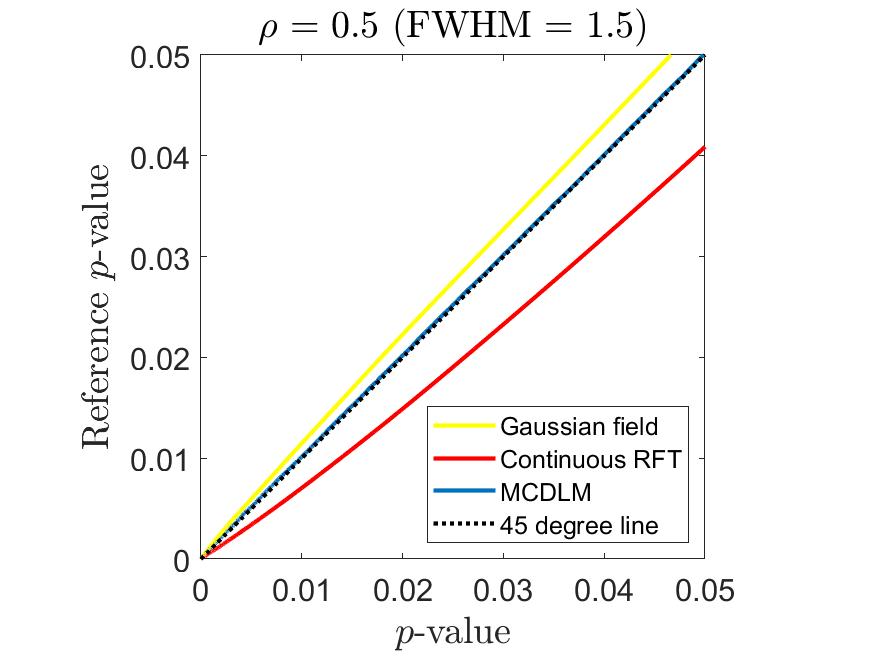 ρ = 0.5 (FWHM = 1.5)
0.05
0.04
0.03
0.02
0.01
0
Reference p-value
Gaussian field
Continuous RFT
MCDLM
45 degree line
0 0.01 0.02 0.03 0.04 0.05
p-value